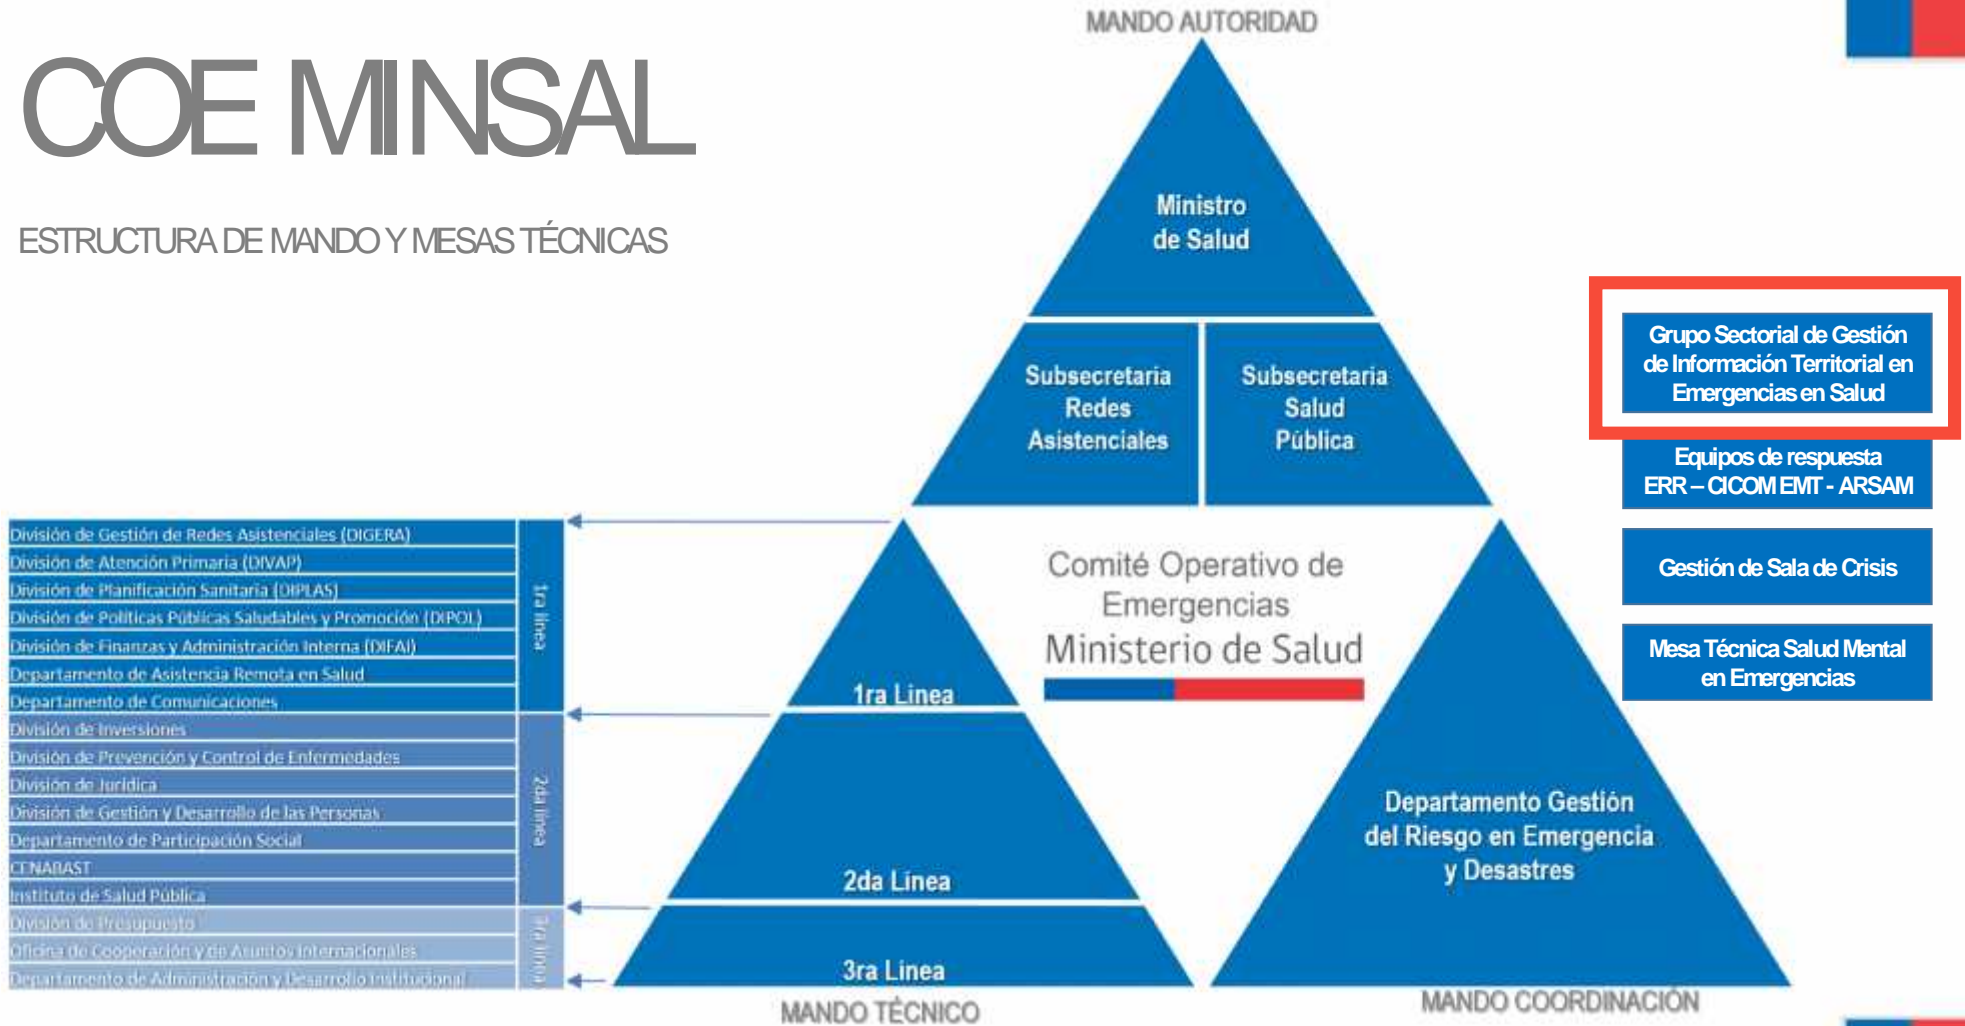 COE MINSAL
ESTRUCTURA DE MANDO Y MESAS TÉCNICAS
MANDO AUTORIDAD
Ministro
de Salud
Subsecretaria
Redes
Asistenciales
Subsecretaria
Salud
Pública
Grupo Sectorial de Gestión
de Información Territorial en
Emergencias en Salud
Equipos de respuesta
ERR – CICOM EMT - ARSAM
Gestión de Sala de Crisis
Mesa Técnica Salud Mental
en Emergencias
División de Gestión de Redes Asistenciales (DIGERA)
División de Atención Primaria (DIVAP)
División de Planificación Sanitaria (DIPLAS)
División de Políticas Públicas Saludables y Promoción (DIPOL)
División de Finanzas y Administración Interna (DIFAI)
Departamento de Asistencia Remota en Salud
Departamento de Comunicaciones
1ra línea
División de Inversiones
División de Prevención y Control de Enfermedades
División de Jurídica
División de Gestión y Desarrollo de las Personas
Departamento de Participación Social
CENABAST
Instituto de Salud Pública
2da línea
División de Presupuesto
Oficina de Cooperación y de Asuntos Internacionales
Departamento de Administración y Desarrollo Institucional
3ra línea
Comité Operativo de
Emergencias
Ministerio de Salud
1ra Linea
2da Linea
3ra Linea
MANDO TÉCNICO
Departamento Gestión
del Riesgo en Emergencia
y Desastres
MANDO COORDINACIÓN